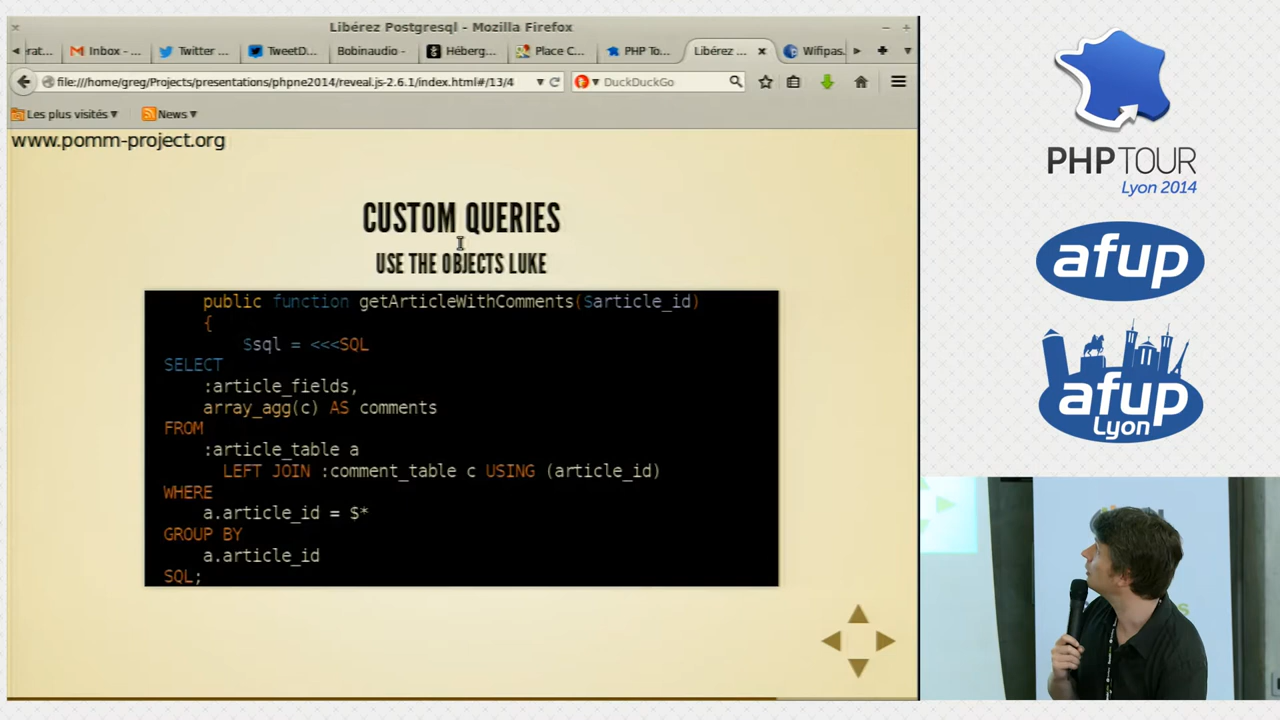 Libérez Postgresql - Mozilla Firefox
rat...
Inbox - ...
Twitter ...
TweetD...
Bobinaudio -
Héberg...
Place C...
PHP To...
Libérez ...
Wifipas...
file:///home/greg/Projects/presentations/phpne2014/reveal.js-2.6.1/index.html#/13/4
DuckDuckGo
Les plus visités
News
www.pomm-project.org
CUSTOM QUERIES
USE THE OBJECTS LUKE
public function getArticleWithComments($article_id)
{
$sql = <<<SQL
SELECT
:article_fields,
array_agg(c) AS comments
FROM
:article_table a
LEFT JOIN :comment_table c USING (article_id)
WHERE
a.article_id = $*
GROUP BY
a.article_id
SQL;
PHP TOUR
Lyon 2014
afup
afup
Lyon